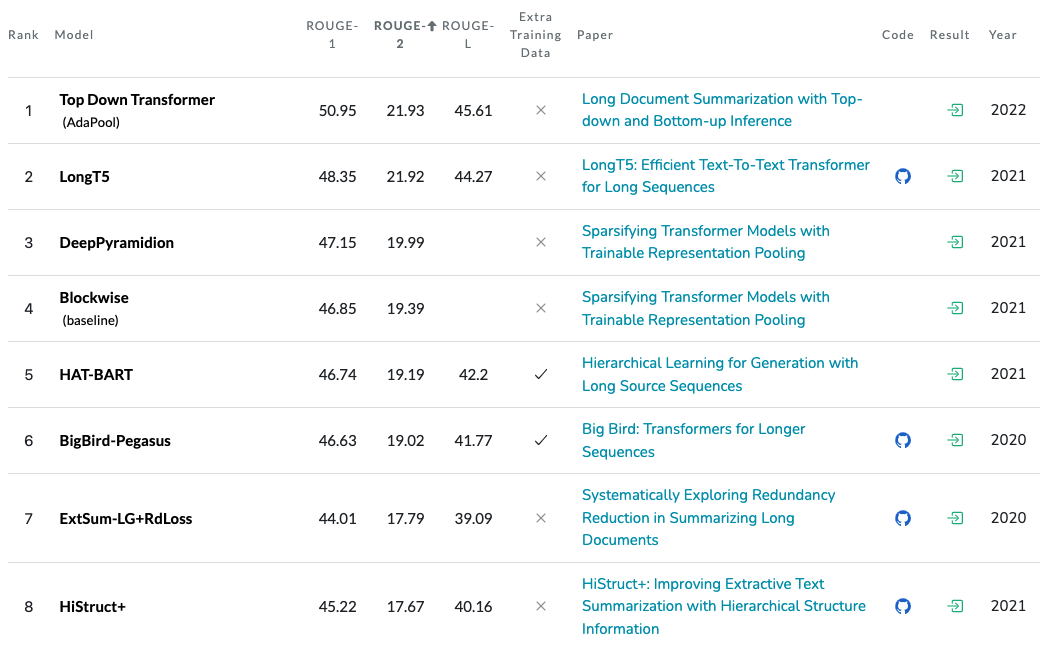 Rank Model ROUGE-1 ROUGE-2 ROUGE-L Extra Training Data Paper Code Result Year
1 Top Down Transformer (AdaPool) 50.95 21.93 45.61 × Long Document Summarization with Top-down and Bottom-up Inference 2022
2 LongT5 48.35 21.92 44.27 × LongT5: Efficient Text-To-Text Transformer for Long Sequences 2021
3 DeepPyramidion 47.15 19.99 × Sparsifying Transformer Models with Trainable Representation Pooling 2021
4 Blockwise (baseline) 46.85 19.39 × Sparsifying Transformer Models with Trainable Representation Pooling 2021
5 HAT-BART 46.74 19.19 42.2 ✓ Hierarchical Learning for Generation with Long Source Sequences 2021
6 BigBird-Pegasus 46.63 19.02 41.77 ✓ Big Bird: Transformers for Longer Sequences 2020
7 ExtSum-LG+RdLoss 44.01 17.79 39.09 × Systematically Exploring Redundancy Reduction in Summarizing Long Documents 2020
8 HiStruct+ 45.22 17.67 40.16 × HiStruct+: Improving Extractive Text Summarization with Hierarchical Structure Information 2021